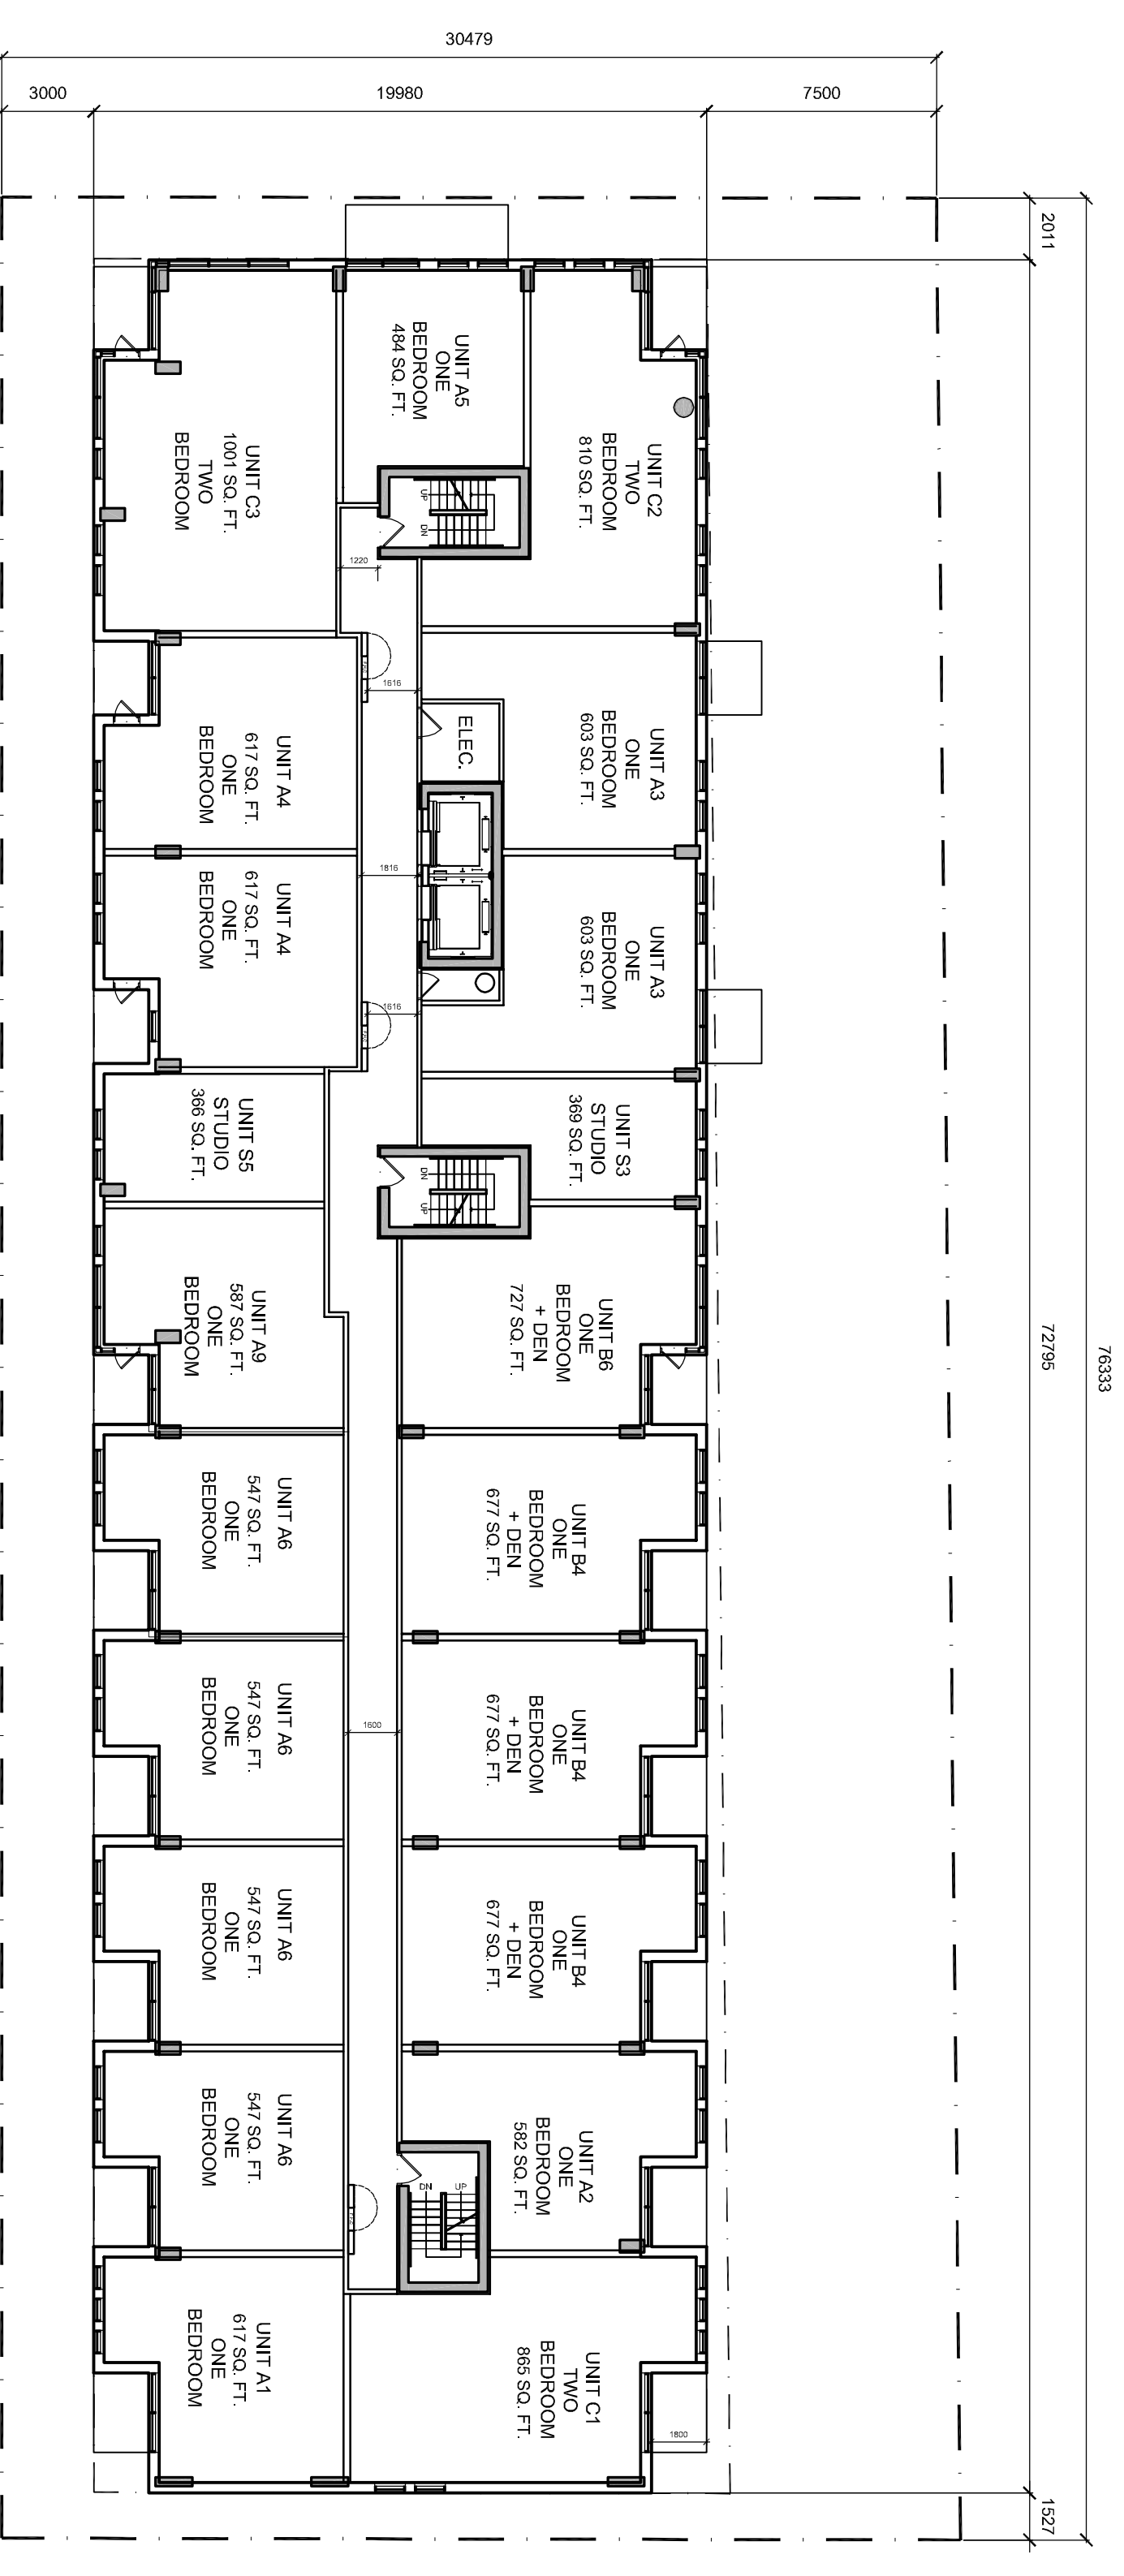 30479
3000
19980
7500
2011
UNIT A5
ONE
BEDROOM
484 SQ. FT.
UNIT C3
1001 SQ. FT.
TWO
BEDROOM
UNIT C2
TWO
BEDROOM
810 SQ. FT.
UP
DN
1220
1616
UNIT A4
617 SQ. FT.
ONE
BEDROOM
ELEC.
UNIT A3
ONE
BEDROOM
603 SQ. FT.
1816
UNIT A4
617 SQ. FT.
ONE
BEDROOM
UNIT A3
ONE
BEDROOM
603 SQ. FT.
1616
UNIT S5
STUDIO
366 SQ. FT.
UNIT S3
STUDIO
369 SQ. FT.
DN
UP
UNIT A9
587 SQ. FT.
ONE
BEDROOM
UNIT B6
ONE
BEDROOM
+ DEN
727 SQ. FT.
72795
76333
UNIT A6
547 SQ. FT.
ONE
BEDROOM
UNIT B4
ONE
BEDROOM
+ DEN
677 SQ. FT.
UNIT A6
547 SQ. FT.
ONE
BEDROOM
UNIT B4
ONE
BEDROOM
+ DEN
677 SQ. FT.
1600
UNIT A6
547 SQ. FT.
ONE
BEDROOM
UNIT B4
ONE
BEDROOM
+ DEN
677 SQ. FT.
UNIT A6
547 SQ. FT.
ONE
BEDROOM
UNIT A2
ONE
BEDROOM
582 SQ. FT.
DN
UP
UNIT A1
617 SQ. FT.
ONE
BEDROOM
UNIT C1
TWO
BEDROOM
865 SQ. FT.
1800
1527